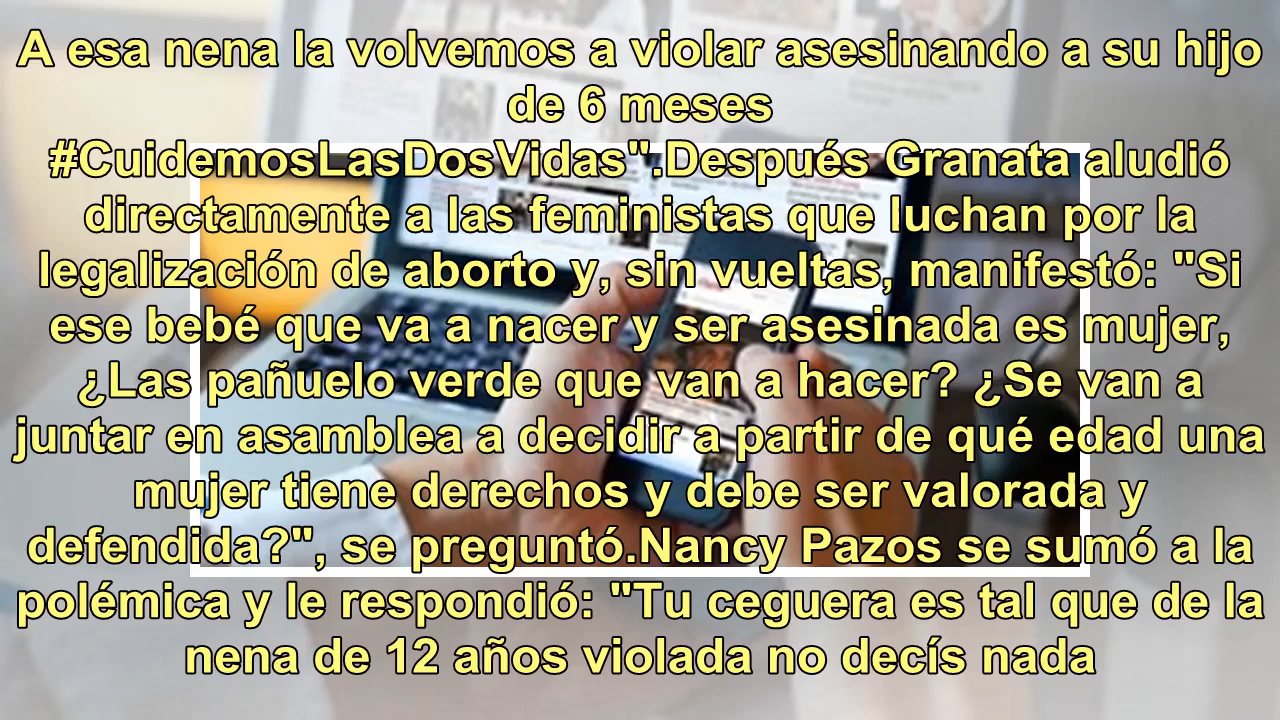 A esa nena la volvemos a violar asesinando a su hijo
de 6 meses
#CuidemosLasDosVidas".Después Granata aludió
directamente a las feministas que luchan por la
legalización de aborto y, sin vueltas, manifestó: "Si
ese bebé que va a nacer y ser asesinada es mujer,
¿Las pañuelo verde que van a hacer? ¿Se van a
juntar en asamblea a decidir a partir de qué edad una
mujer tiene derechos y debe ser valorada y
defendida?", se preguntó.Nancy Pazos se sumó a la
polémica y le respondió: "Tu ceguera es tal que de la
nena de 12 años violada no decís nada